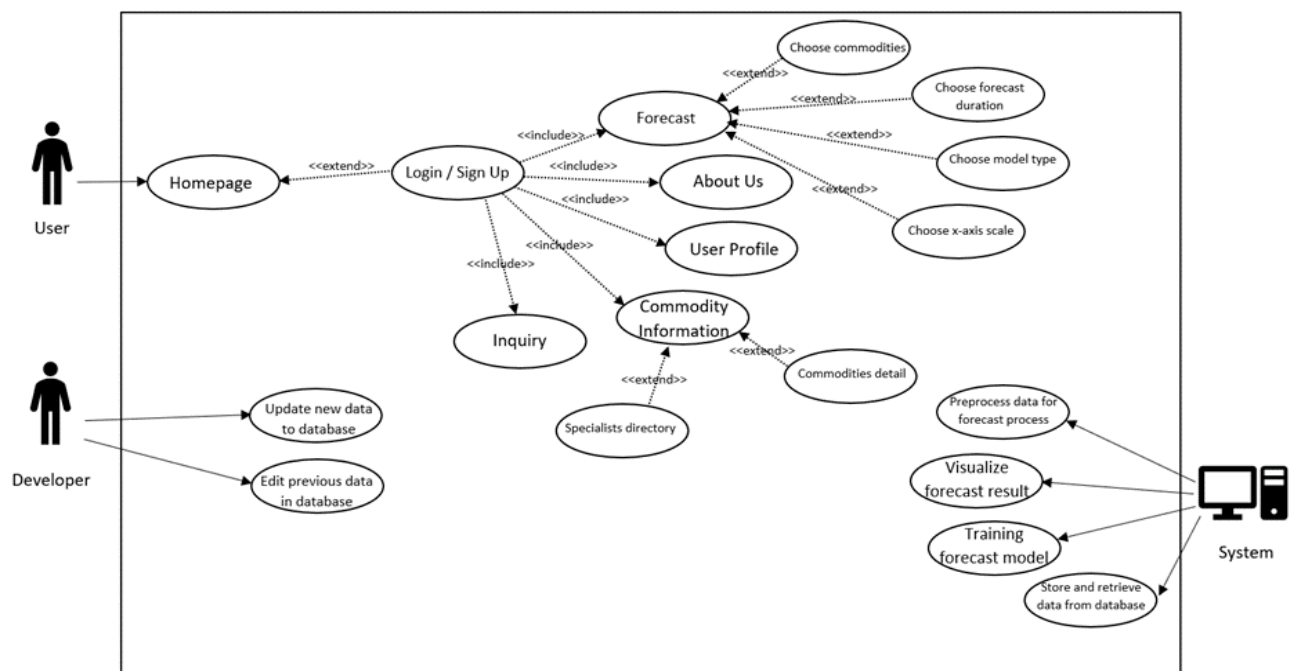 Choose commodities
<<extend>>
Choose forecast
duration
<<extend>>
Forecast
<<include>>
<<extend>>
Choose model type
<<extend>>
Login / Sign Up
<<include>>
About Us
<<extend>>
Homepage
User
<<include>>
Choose x-axis scale
<<include>>
User Profile
<<include>>
Commodity
Information
Inquiry
<<extend>>
Commodities detail
<<extend>>
Specialists directory
Update new data
to database
Developer
Edit previous data
in database
Preprocess data for
forecast process
Visualize
forecast result
Training
forecast model
System
Store and retrieve
data from database